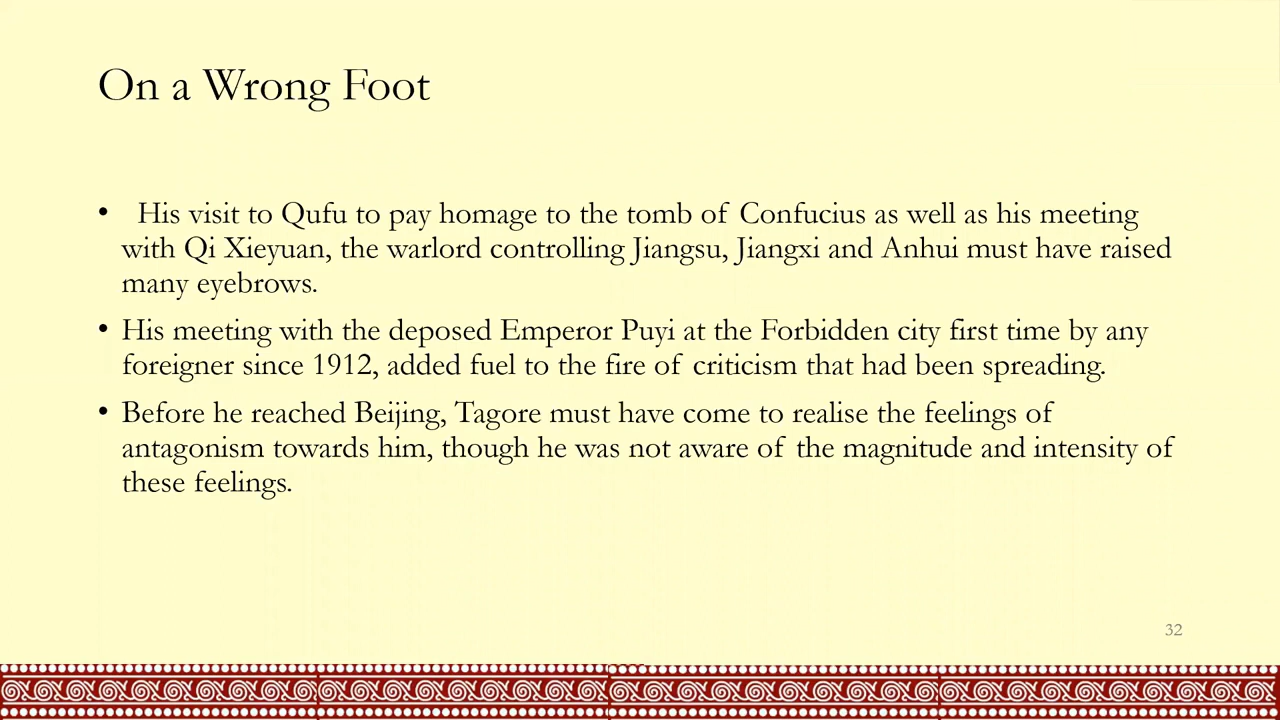 On a Wrong Foot
• His visit to Qufu to pay homage to the tomb of Confucius as well as his meeting
with Qi Xieyuan, the warlord controlling Jiangsu, Jiangxi and Anhui must have raised
many eyebrows.
• His meeting with the deposed Emperor Puyi at the Forbidden city first time by any
foreigner since 1912, added fuel to the fire of criticism that had been spreading.
• Before he reached Beijing, Tagore must have come to realise the feelings of
antagonism towards him, though he was not aware of the magnitude and intensity of
these feelings.
32